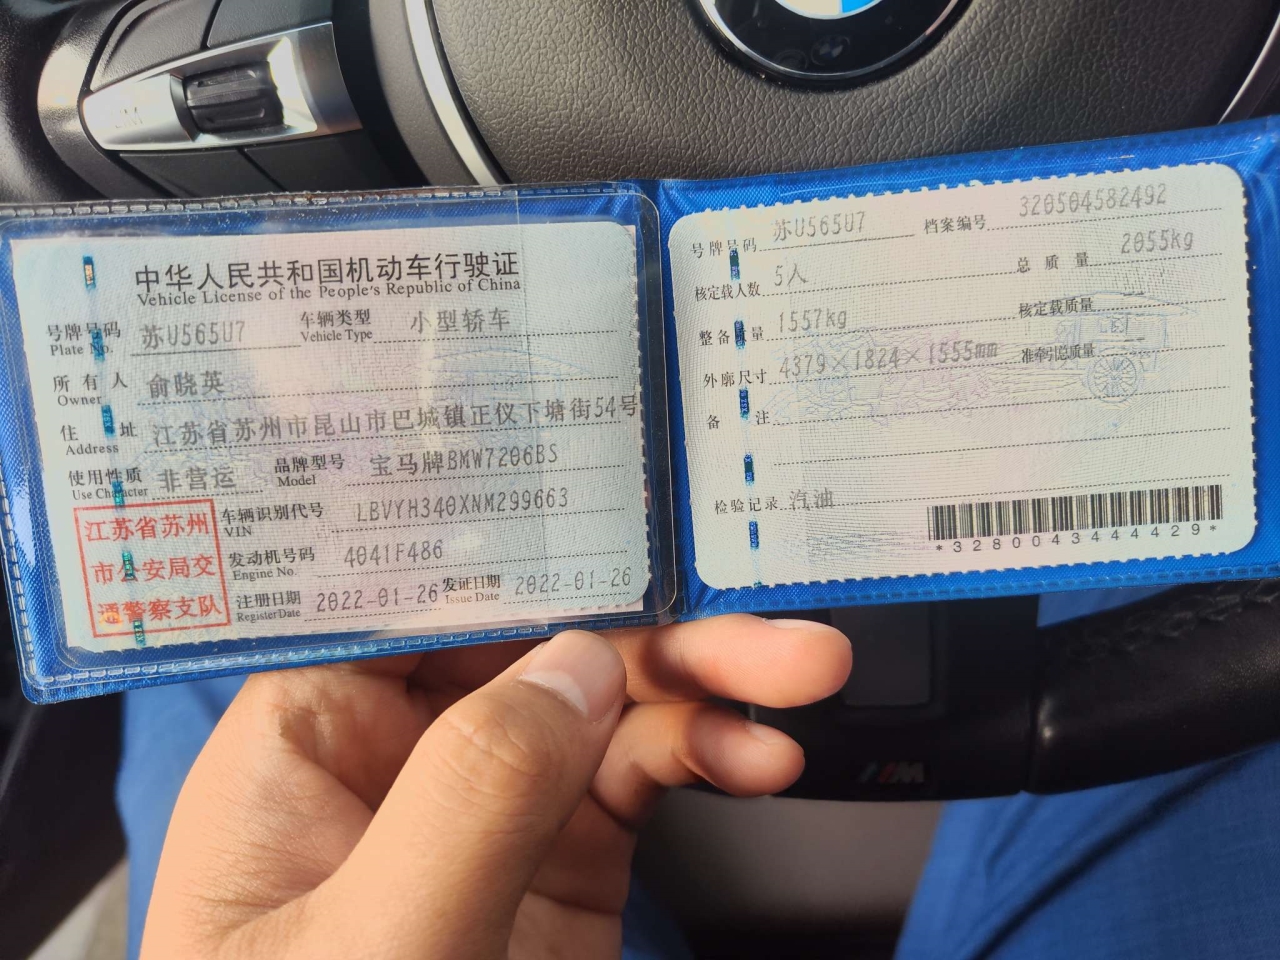 中华人民共和国机动车行驶证
Vehicle License of the People's Republic of China
号牌号码 苏U565U7 车辆类型 小型轿车
Plate No. Vehicle Type
所有人 俞晓英
Owner
住址 江苏省苏州市昆山市巴城镇正仪下塘街54号
Address
使用性质 非营运 品牌型号 宝马牌BMW7206BS
Use Character Model
江苏省苏州
市公安局交
通警察支队
车辆识别代号 LBVYH340XNM299663
VIN
发动机号码 4041F486
Engine No.
注册日期 2022-01-26 发证日期 2022-01-26
Register Date Issue Date
号牌号码 苏U565U7 档案编号 320504582492
核定载人数 5人 总质量 2055kg
整备质量 1557kg 核定载质量 --
外廓尺寸 4379×1824×1555mm 准牵引总质量 --
备注
检验记录 汽油
*3280043444429*
M